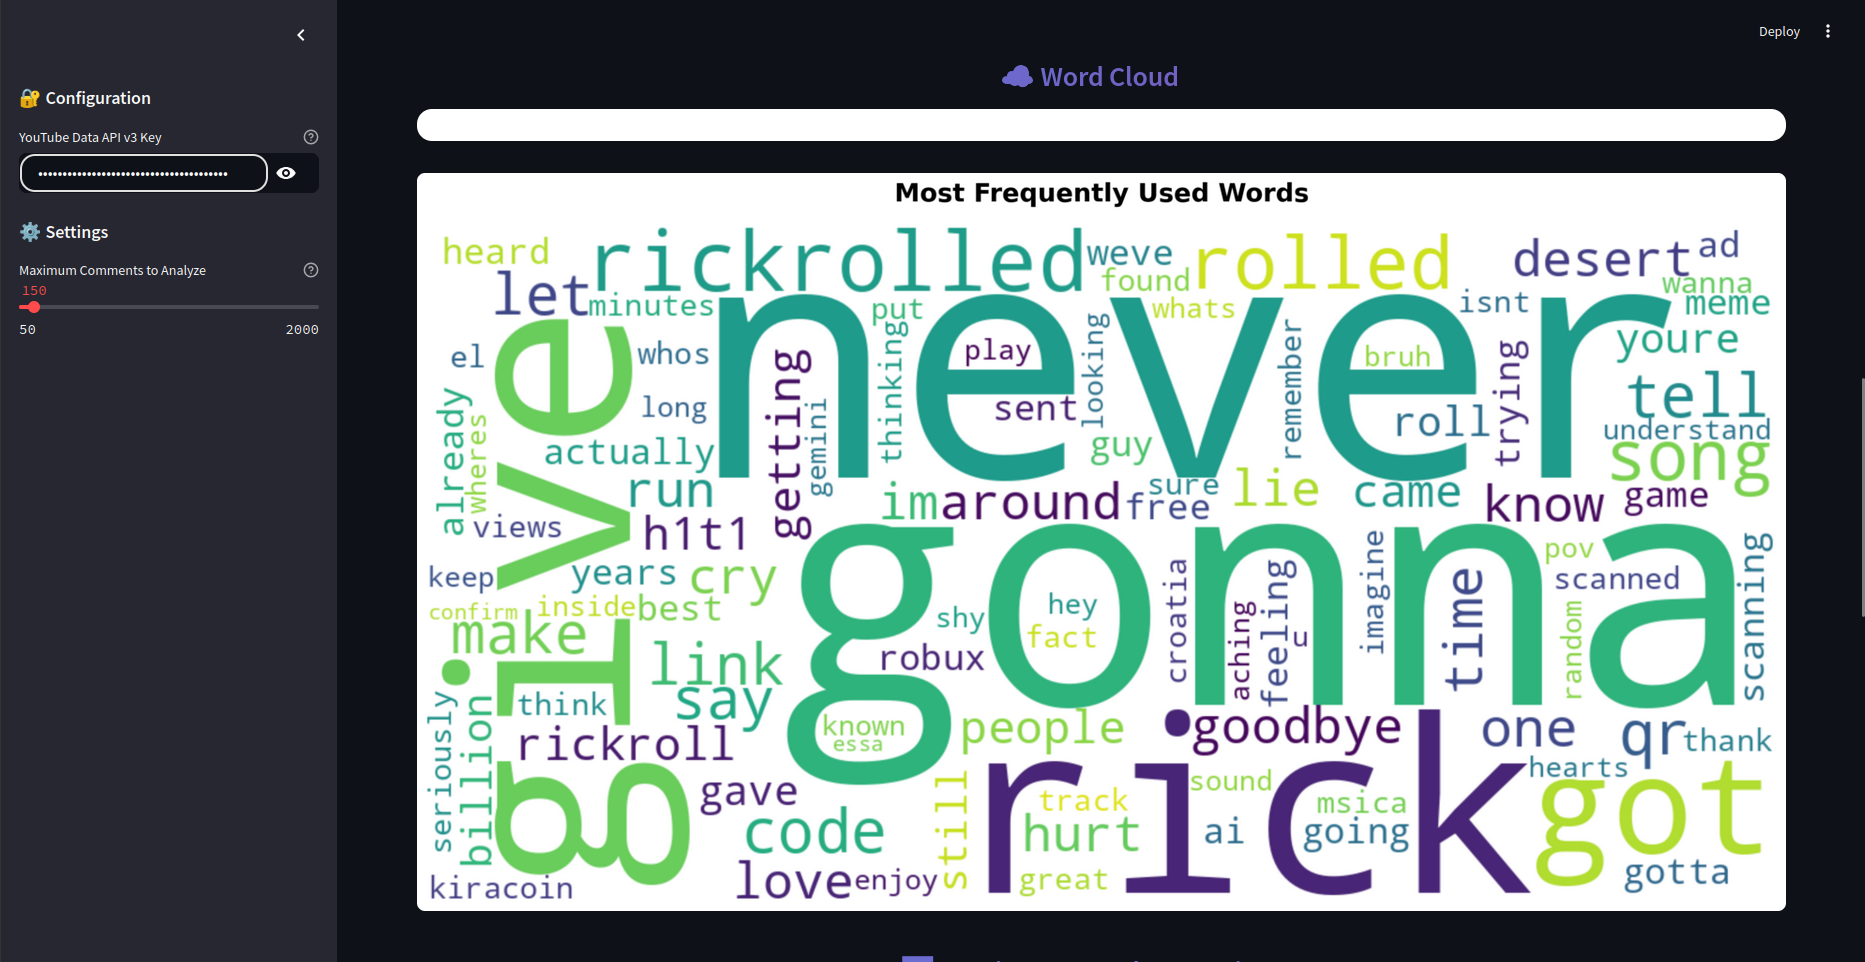 Deploy
🔐 Configuration
YouTube Data API v3 Key
••••••••••••••••••••••••••••••••••••••
⚙️ Settings
Maximum Comments to Analyze
150
50 2000
Word Cloud
Most Frequently Used Words
heard
rickrolled
weve
rolled
desert
ad
let
minutes
found
wanna
put
whats
isnt
meme
never
el
whos
play
bruh
youre
give
long
getting
gemini
thinking
looking
sent
remember
roll
trying
tell
already
wheres
actually
guy
understand
song
run
im
around
sure
free
lie
came
know
game
views
h1t1
gonna
keep
years
cry
pov
scanned
scanning
confirm
inside
best
shy
hey
fact
croatia
aching
feeling
u
imagine
time
random
make
link
robux
say
think
known
essa
people
goodbye
one
qr
thank
seriously
billion
rickroll
rick
hearts
got
gave
still
track
sound
msica
code
hurt
ai
going
gotta
kiracoin
love
enjoy
great